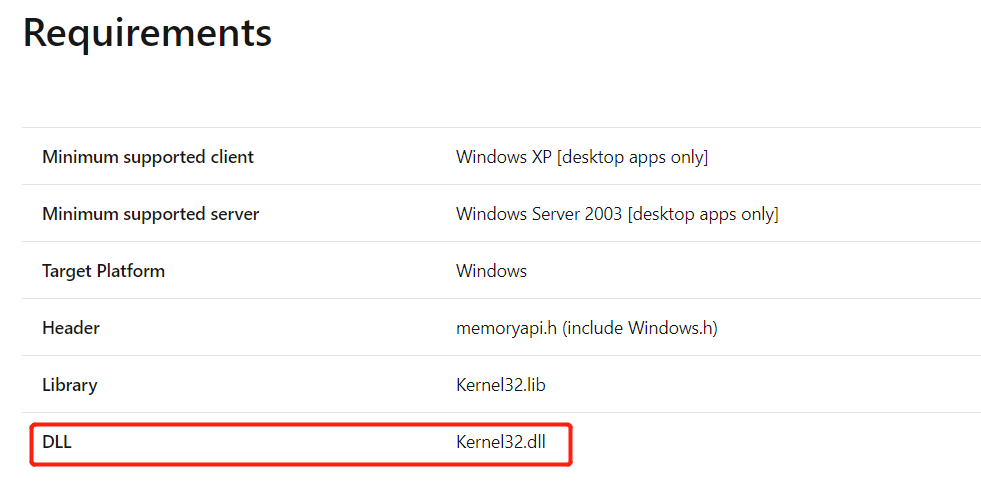 Requirements
Minimum supported client Windows XP [desktop apps only]
Minimum supported server Windows Server 2003 [desktop apps only]
Target Platform Windows
Header memoryapi.h (include Windows.h)
Library Kernel32.lib
DLL Kernel32.dll